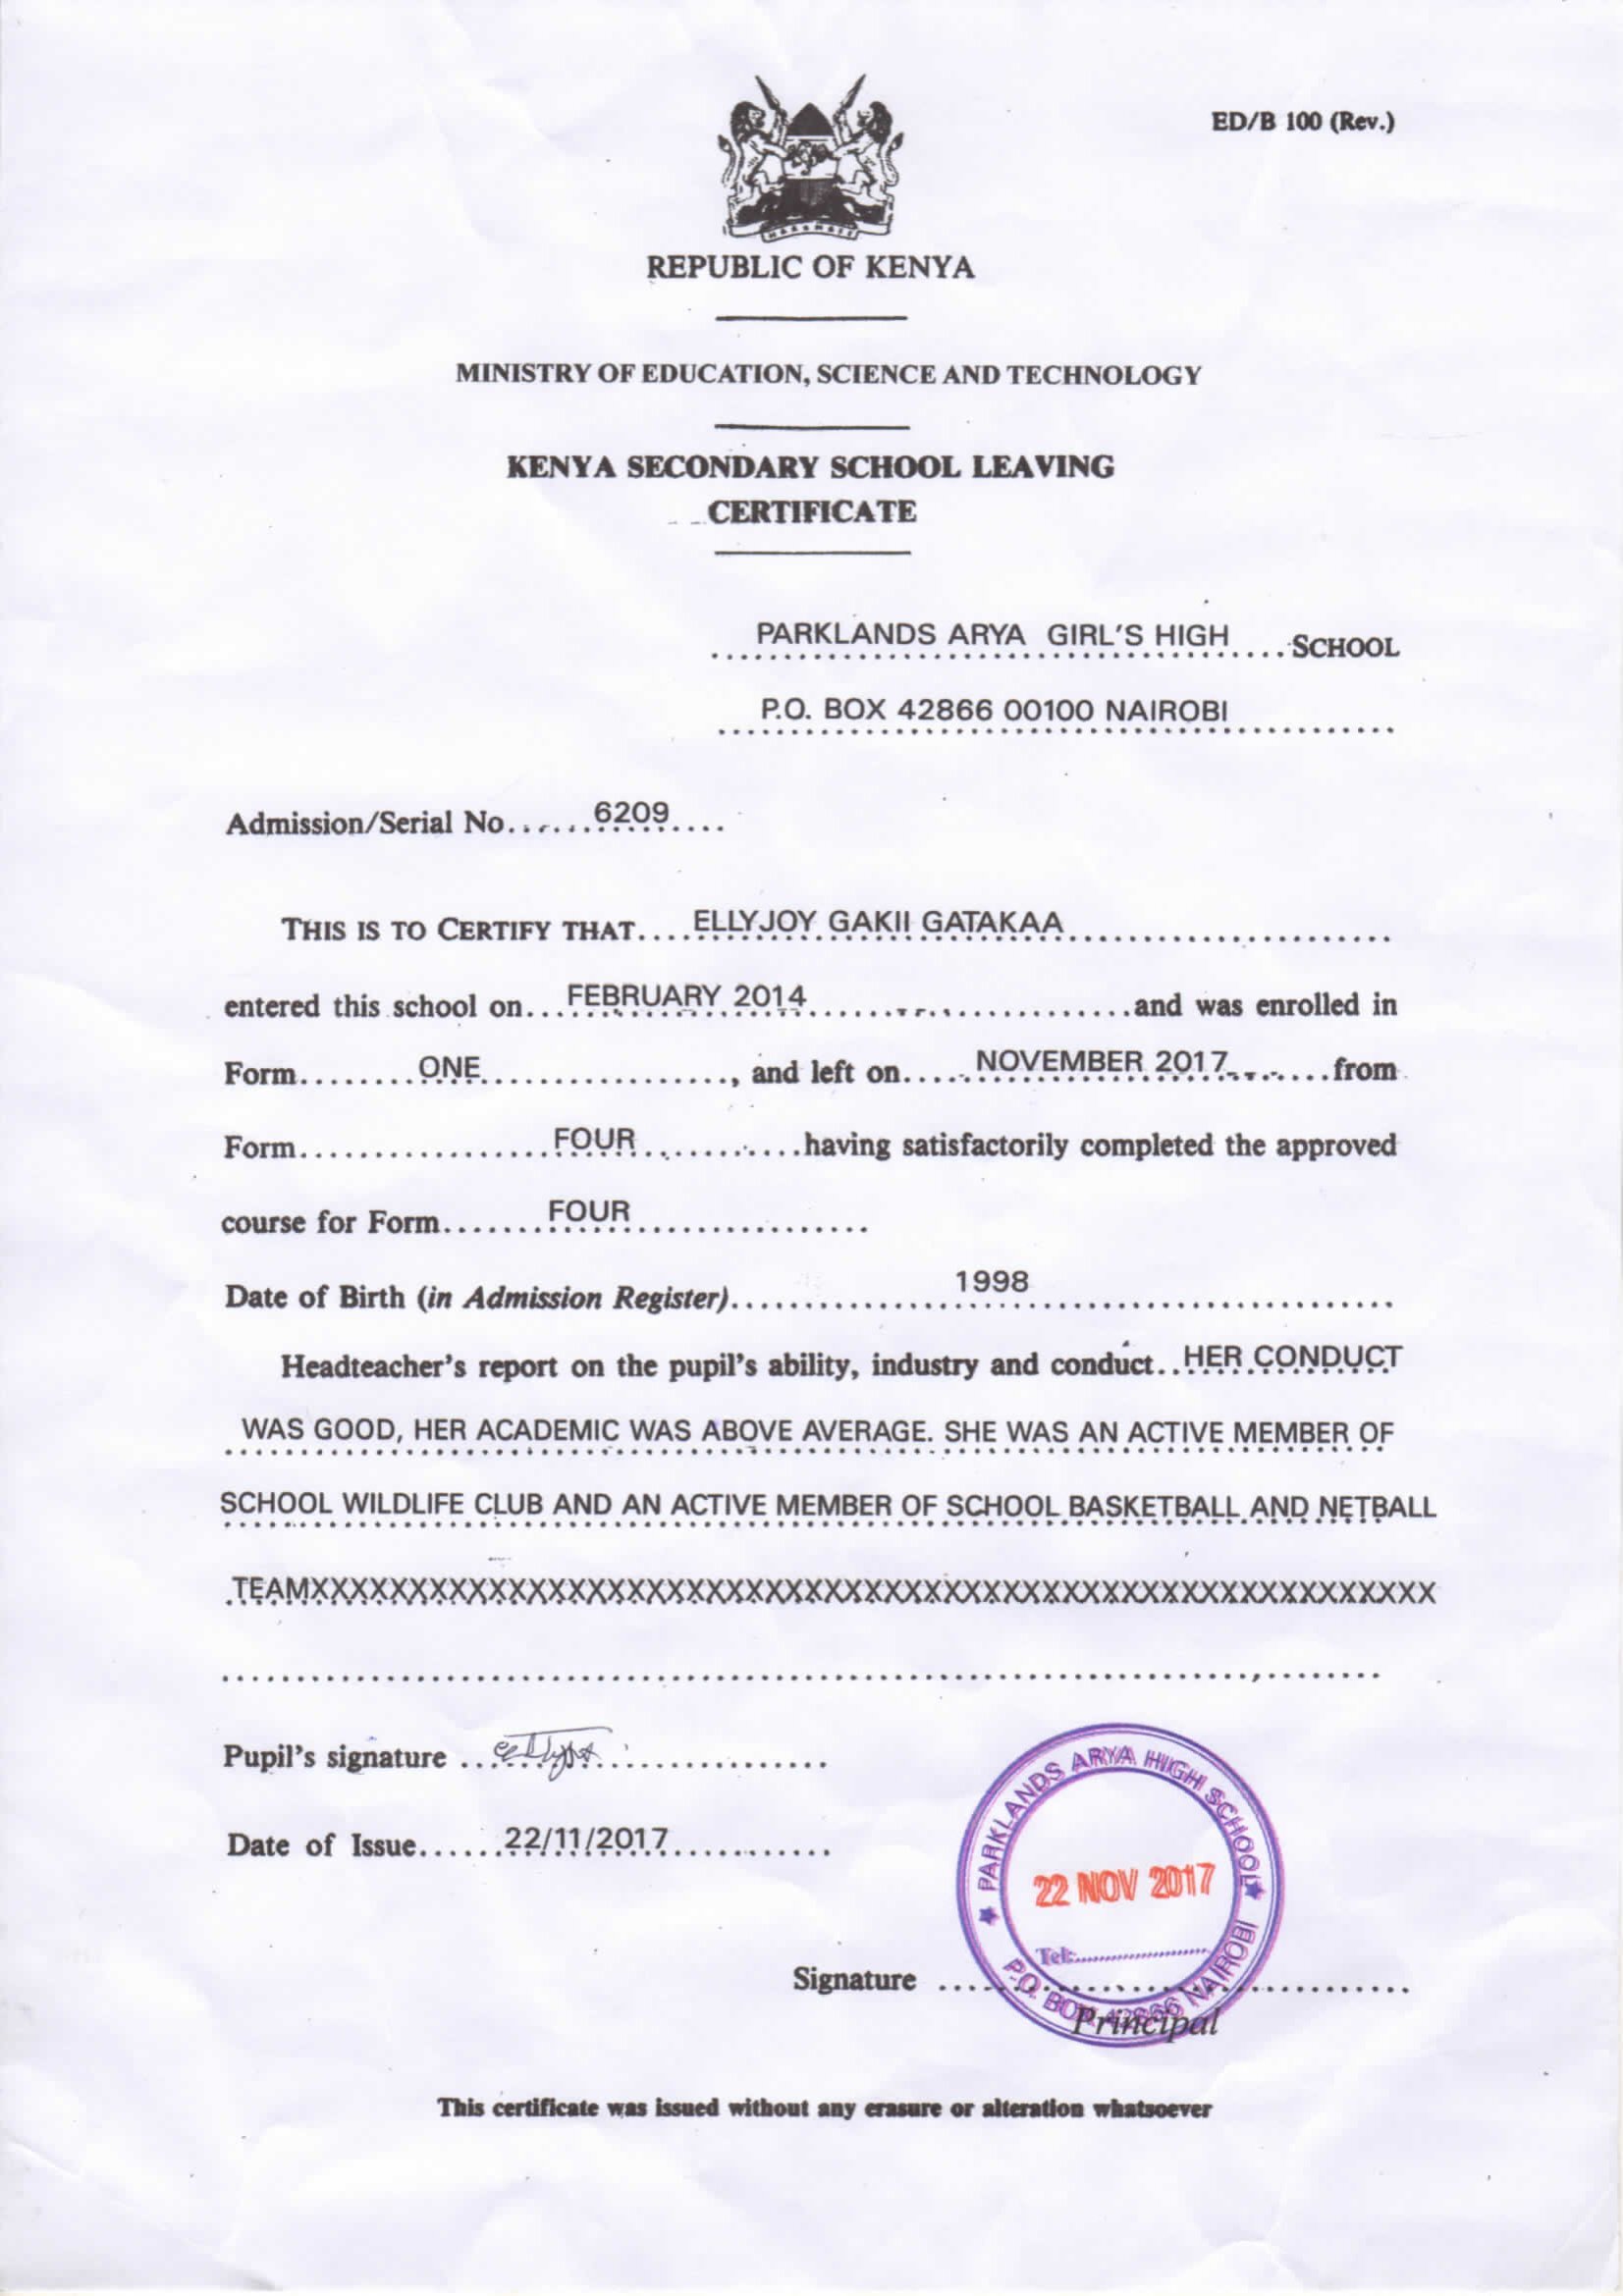 ED/B 100 (Rev.)
HARAMBEE
REPUBLIC OF KENYA
MINISTRY OF EDUCATION, SCIENCE AND TECHNOLOGY
KENYA SECONDARY SCHOOL LEAVING
CERTIFICATE
PARKLANDS ARYA GIRL'S HIGH SCHOOL
P.O. BOX 42866 00100 NAIROBI
Admission/Serial No. 6209
THIS IS TO CERTIFY THAT ELLYJOY GAKII GATAKAA
entered this school on FEBRUARY 2014 and was enrolled in
Form ONE, and left on NOVEMBER 2017 from
Form FOUR having satisfactorily completed the approved
course for Form FOUR
Date of Birth (in Admission Register) 1998
Headteacher's report on the pupil's ability, industry and conduct HER CONDUCT
WAS GOOD, HER ACADEMIC WAS ABOVE AVERAGE. SHE WAS AN ACTIVE MEMBER OF
SCHOOL WILDLIFE CLUB AND AN ACTIVE MEMBER OF SCHOOL BASKETBALL AND NETBALL
TEAMXXXXXXXXXXXXXXXXXXXXXXXXXXXXXXXXXXXXXXXXXXXXXXXXXXXXXXXXX
Pupil's signature
Date of Issue 22/11/2017
PARKLANDS ARYA HIGH SCHOOL
22 NOV 2017
Tel:
P.O. BOX 42866 NAIROBI
Signature
Principal
This certificate was issued without any erasure or alteration whatsoever